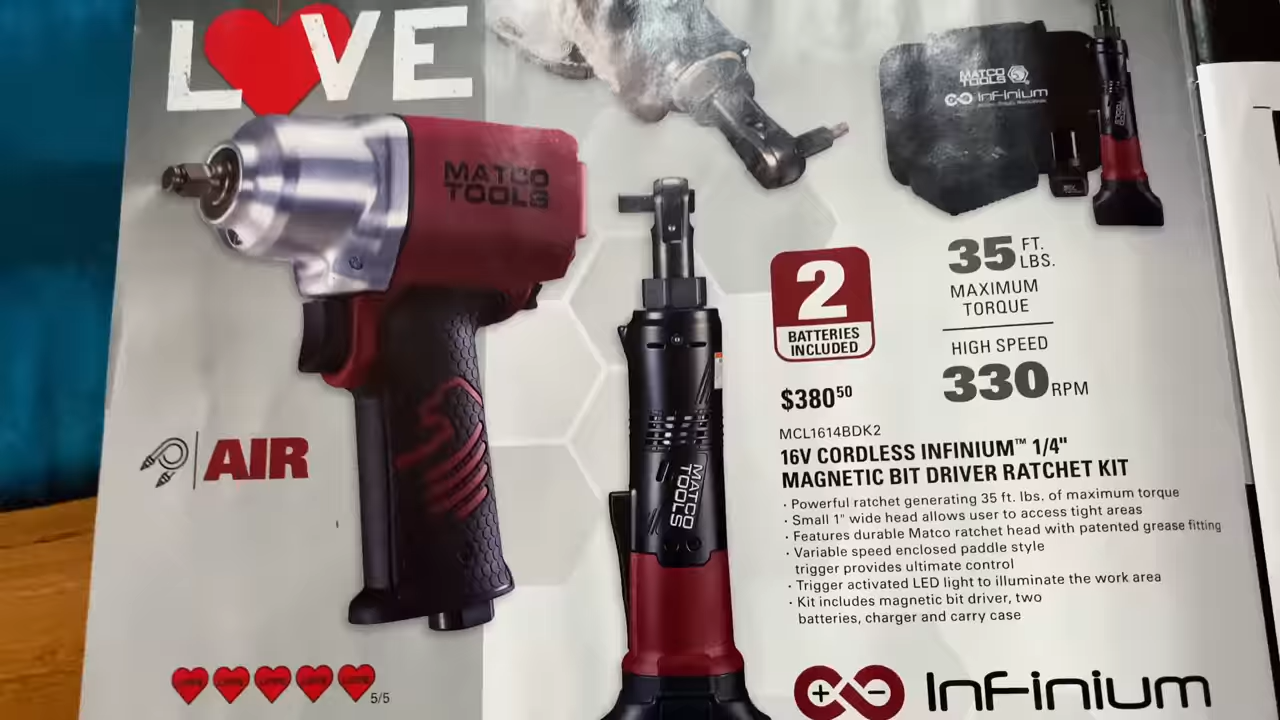 LOVE
MATCO
TOOLS
AIR
5/5
MATCO
TOOLS
MATCO
TOOLS
InFinium
2
BATTERIES
INCLUDED
35 FT.
LBS.
MAXIMUM
TORQUE
HIGH SPEED
330 RPM
$380⁵⁰
MCL1614BDK2
16V CORDLESS INFINIUM™ 1/4"
MAGNETIC BIT DRIVER RATCHET KIT
· Powerful ratchet generating 35 ft. lbs. of maximum torque
· Small 1" wide head allows user to access tight areas
· Features durable Matco ratchet head with patented grease fitting
· Variable speed enclosed paddle style
trigger provides ultimate control
· Trigger activated LED light to illuminate the work area
· Kit includes magnetic bit driver, two
batteries, charger and carry case
InFinium